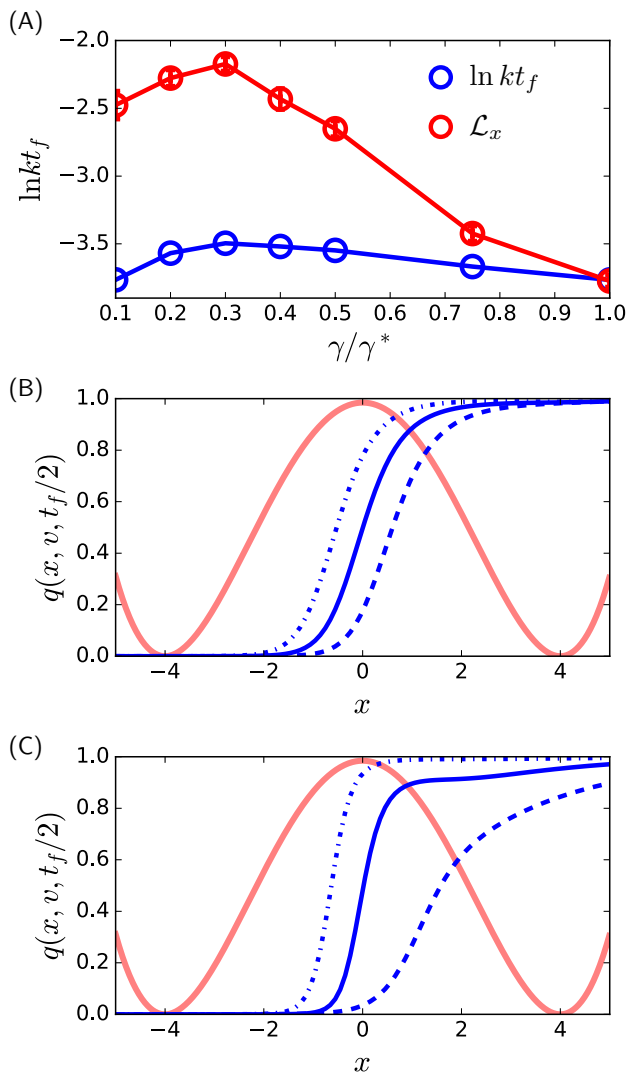 (A)
−2.0
−2.5
−3.0
−3.5
ln kt_f
ln kt_f
ℒ_x
0.1 0.2 0.3 0.4 0.5 0.6 0.7 0.8 0.9 1.0
γ/γ*
(B)
1.0
0.8
0.6
0.4
0.2
0.0
q(x, v, t_f/2)
−4 −2 0 2 4
x
(C)
1.0
0.8
0.6
0.4
0.2
0.0
q(x, v, t_f/2)
−4 −2 0 2 4
x